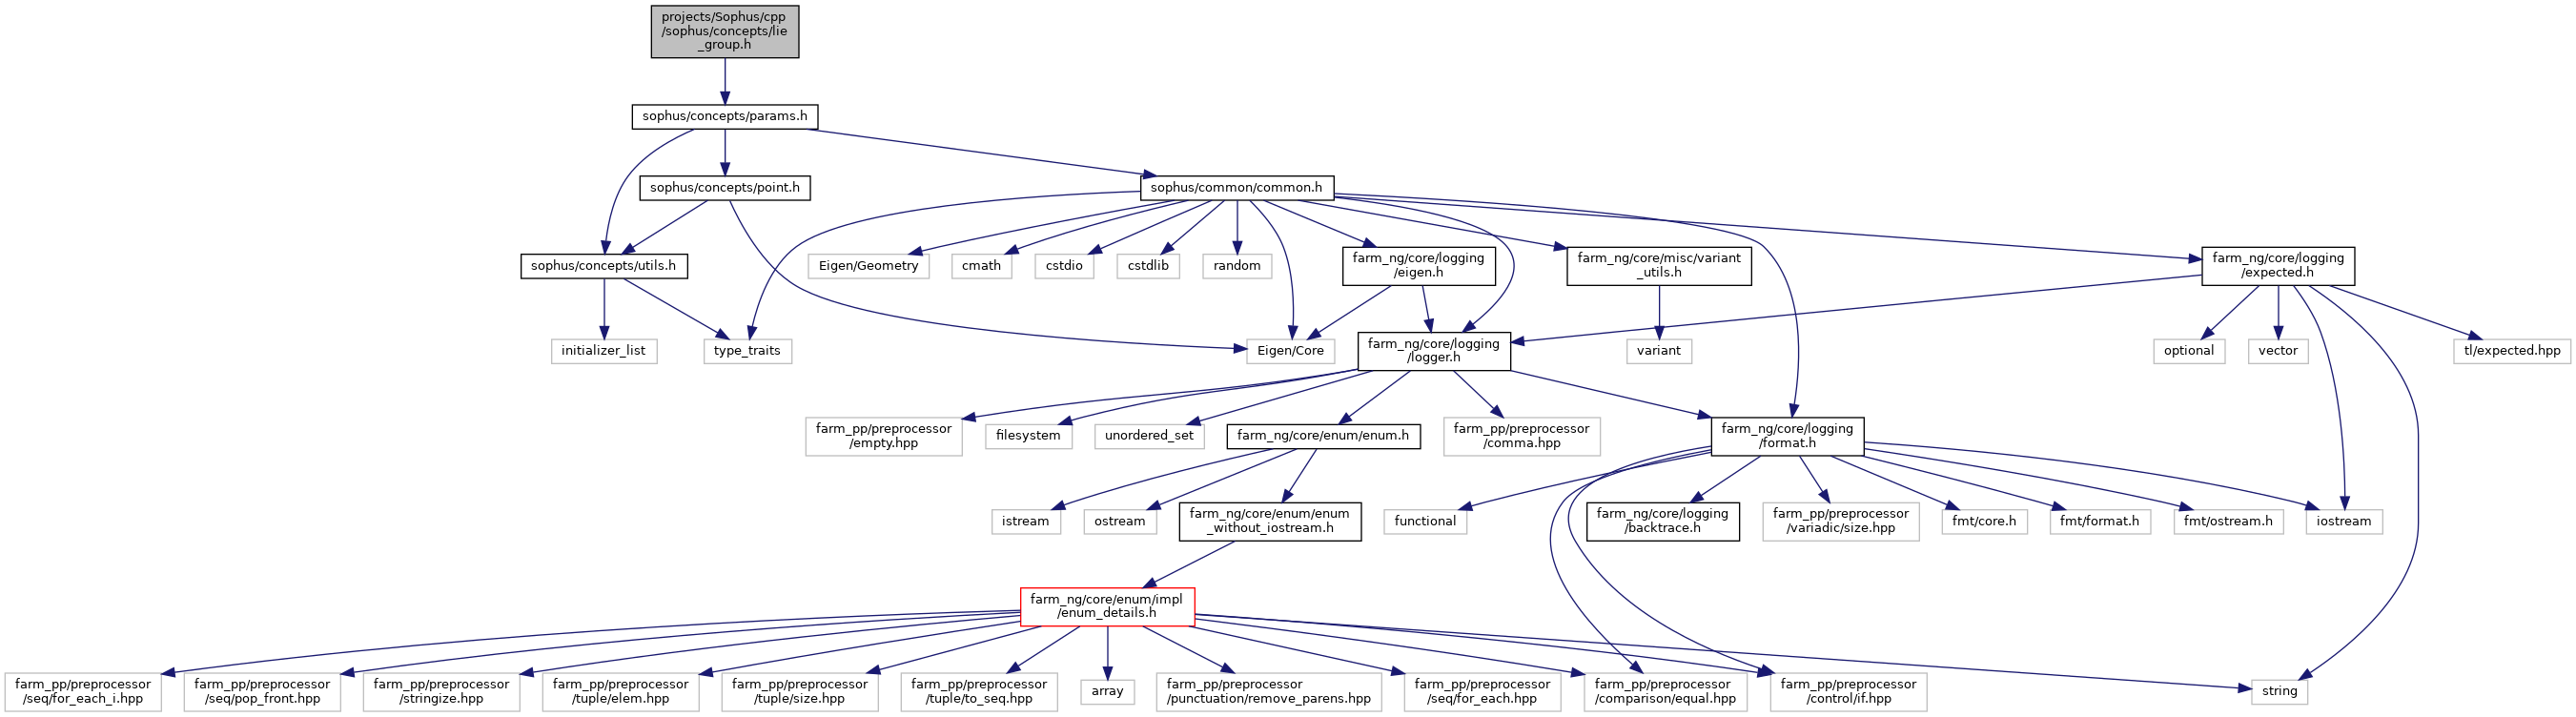 projects/Sophus/cpp
/sophus/concepts/lie
_group.h
sophus/concepts/params.h
sophus/concepts/point.h
sophus/common/common.h
sophus/concepts/utils.h
Eigen/Geometry
cmath
cstdio
cstdlib
random
farm_ng/core/logging
/eigen.h
farm_ng/core/misc/variant
_utils.h
farm_ng/core/logging
/expected.h
initializer_list
type_traits
Eigen/Core
farm_ng/core/logging
/logger.h
variant
optional
vector
tl/expected.hpp
farm_pp/preprocessor
/empty.hpp
filesystem
unordered_set
farm_ng/core/enum/enum.h
farm_pp/preprocessor
/comma.hpp
farm_ng/core/logging
/format.h
istream
ostream
farm_ng/core/enum/enum
_without_iostream.h
functional
farm_ng/core/logging
/backtrace.h
farm_pp/preprocessor
/variadic/size.hpp
fmt/core.h
fmt/format.h
fmt/ostream.h
iostream
farm_ng/core/enum/impl
/enum_details.h
farm_pp/preprocessor
/seq/for_each_i.hpp
farm_pp/preprocessor
/seq/pop_front.hpp
farm_pp/preprocessor
/stringize.hpp
farm_pp/preprocessor
/tuple/elem.hpp
farm_pp/preprocessor
/tuple/size.hpp
farm_pp/preprocessor
/tuple/to_seq.hpp
array
farm_pp/preprocessor
/punctuation/remove_parens.hpp
farm_pp/preprocessor
/seq/for_each.hpp
farm_pp/preprocessor
/comparison/equal.hpp
farm_pp/preprocessor
/control/if.hpp
string